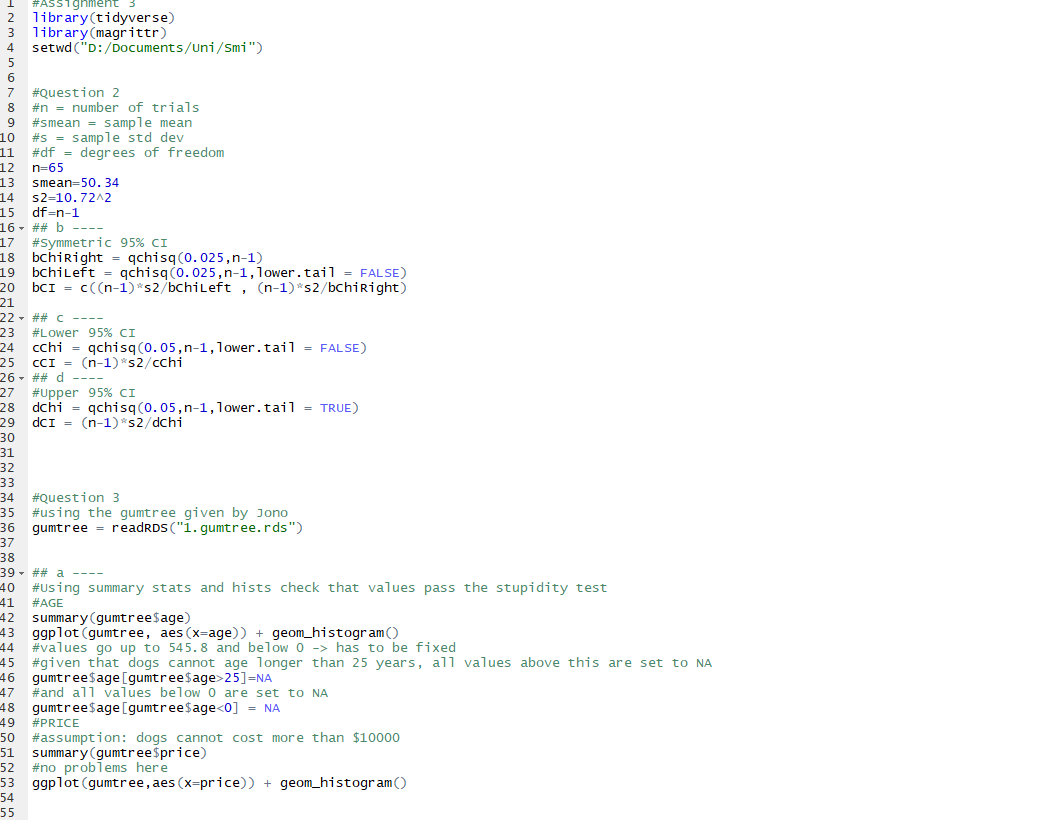 1 #Assignment 3
2 library(tidyverse)
3 library(magrittr)
4 setwd("D:/Documents/Uni/Smi")
5
6
7 #Question 2
8 #n = number of trials
9 #smean = sample mean
10 #s = sample std dev
11 #df = degrees of freedom
12 n=65
13 smean=50.34
14 s2=10.72^2
15 df=n-1
16 ## b ----
17 #Symmetric 95% CI
18 bChiRight = qchisq(0.025,n-1)
19 bChiLeft = qchisq(0.025,n-1,lower.tail = FALSE)
20 bCI = c((n-1)*s2/bChiLeft , (n-1)*s2/bChiRight)
21
22 ## c ----
23 #Lower 95% CI
24 cChi = qchisq(0.05,n-1,lower.tail = FALSE)
25 cCI = (n-1)*s2/cChi
26 ## d ----
27 #Upper 95% CI
28 dChi = qchisq(0.05,n-1,lower.tail = TRUE)
29 dCI = (n-1)*s2/dChi
30
31
32
33
34 #Question 3
35 #using the gumtree given by Jono
36 gumtree = readRDS("1.gumtree.rds")
37
38
39 ## a ----
40 #Using summary stats and hists check that values pass the stupidity test
41 #AGE
42 summary(gumtree$age)
43 ggplot(gumtree, aes(x=age)) + geom_histogram()
44 #values go up to 545.8 and below 0 -> has to be fixed
45 #given that dogs cannot age longer than 25 years, all values above this are set to NA
46 gumtree$age[gumtree$age>25]=NA
47 #and all values below 0 are set to NA
48 gumtree$age[gumtree$age<0] = NA
49 #PRICE
50 #assumption: dogs cannot cost more than $10000
51 summary(gumtree$price)
52 #no problems here
53 ggplot(gumtree,aes(x=price)) + geom_histogram()
54
55